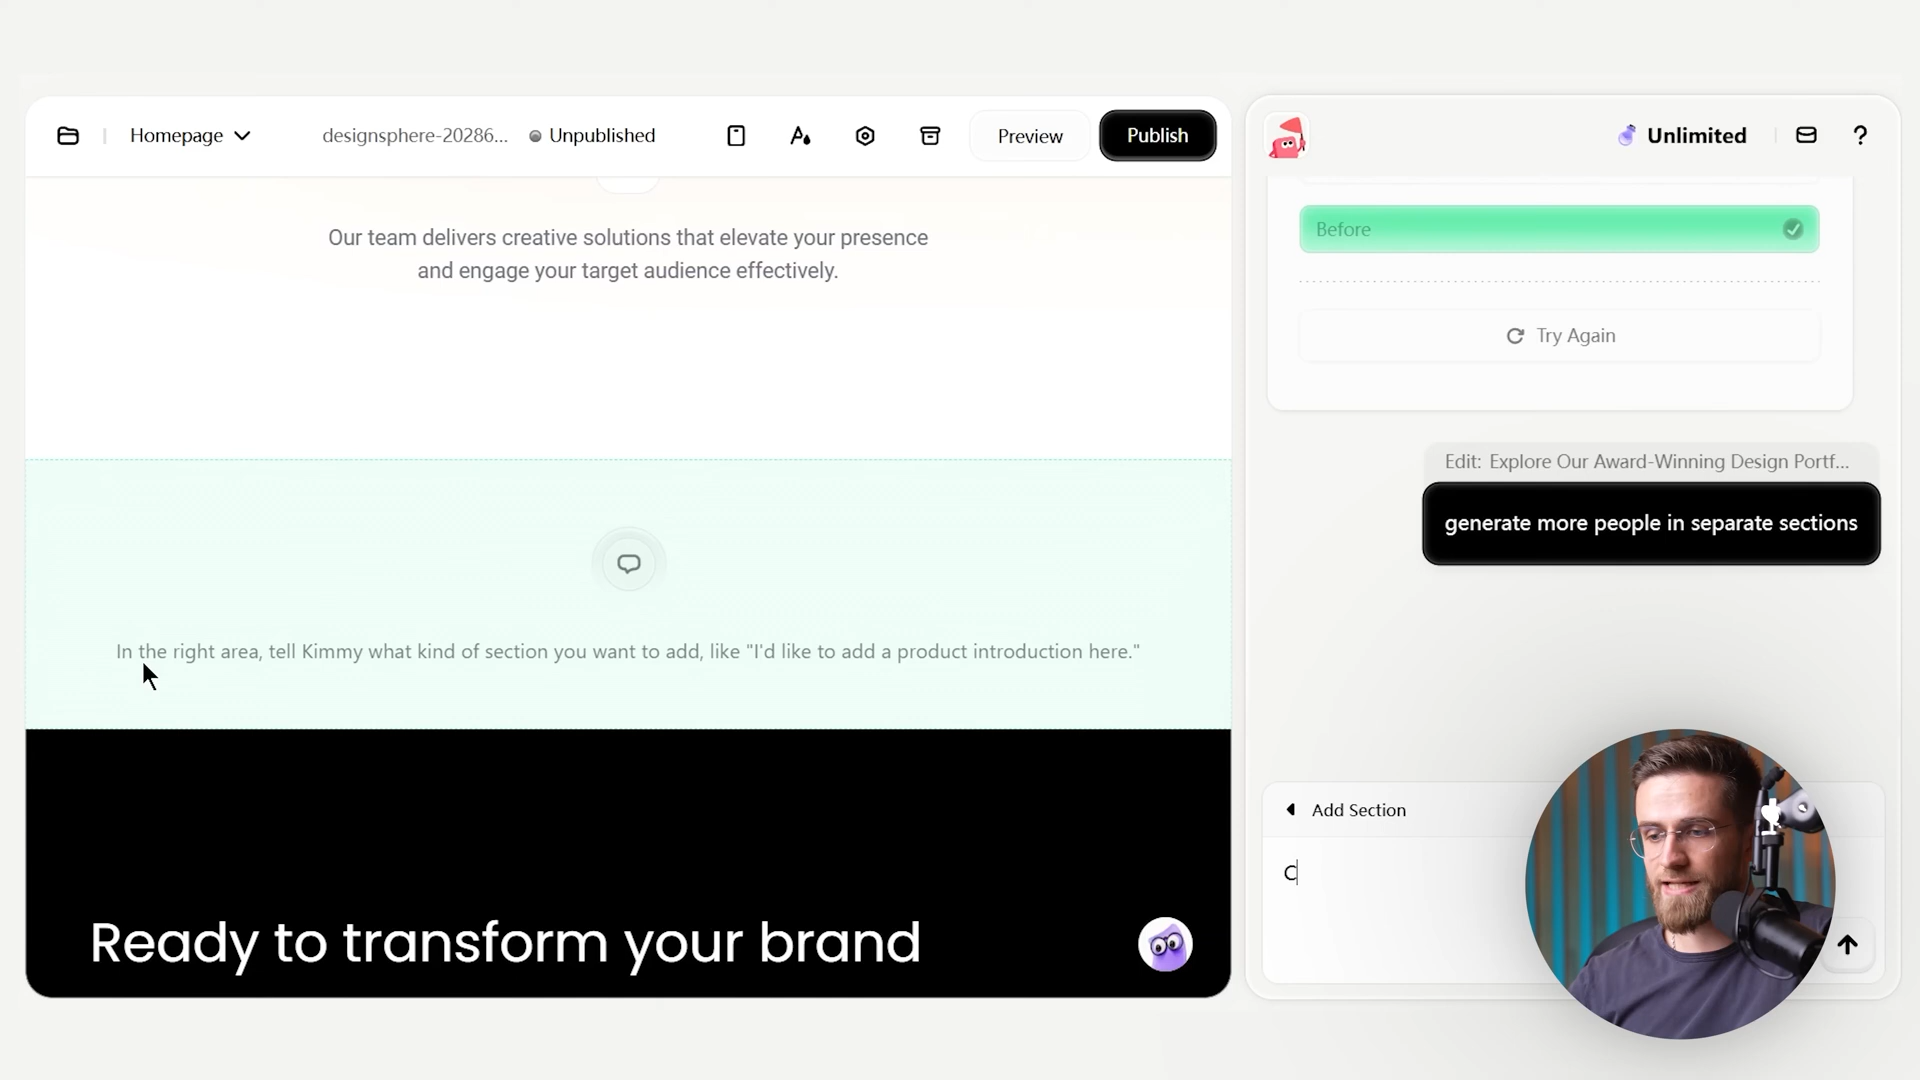 Homepage
designsphere-20286...
Unpublished
Preview
Publish
Unlimited
?
Our team delivers creative solutions that elevate your presence
and engage your target audience effectively.
In the right area, tell Kimmy what kind of section you want to add, like "I'd like to add a product introduction here."
Ready to transform your brand
Before
Try Again
Edit: Explore Our Award-Winning Design Portf...
generate more people in separate sections
Add Section
C